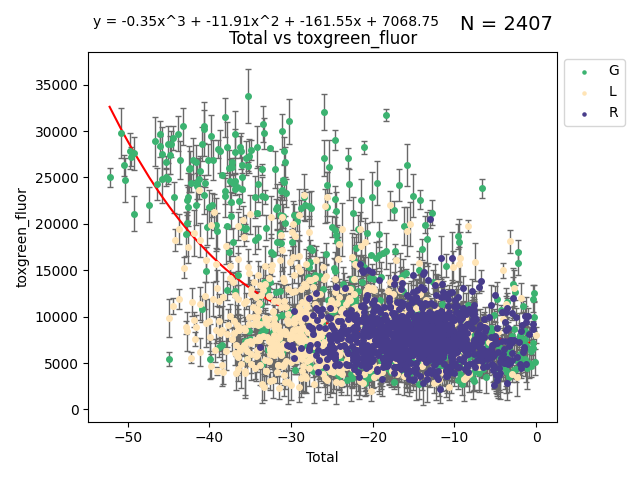 y = -0.35x^3 + -11.91x^2 + -161.55x + 7068.75
N = 2407
Total vs toxgreen_fluor
G
L
R
35000
30000
25000
20000
15000
10000
5000
0
toxgreen_fluor
−50
−40
−30
−20
−10
0
Total